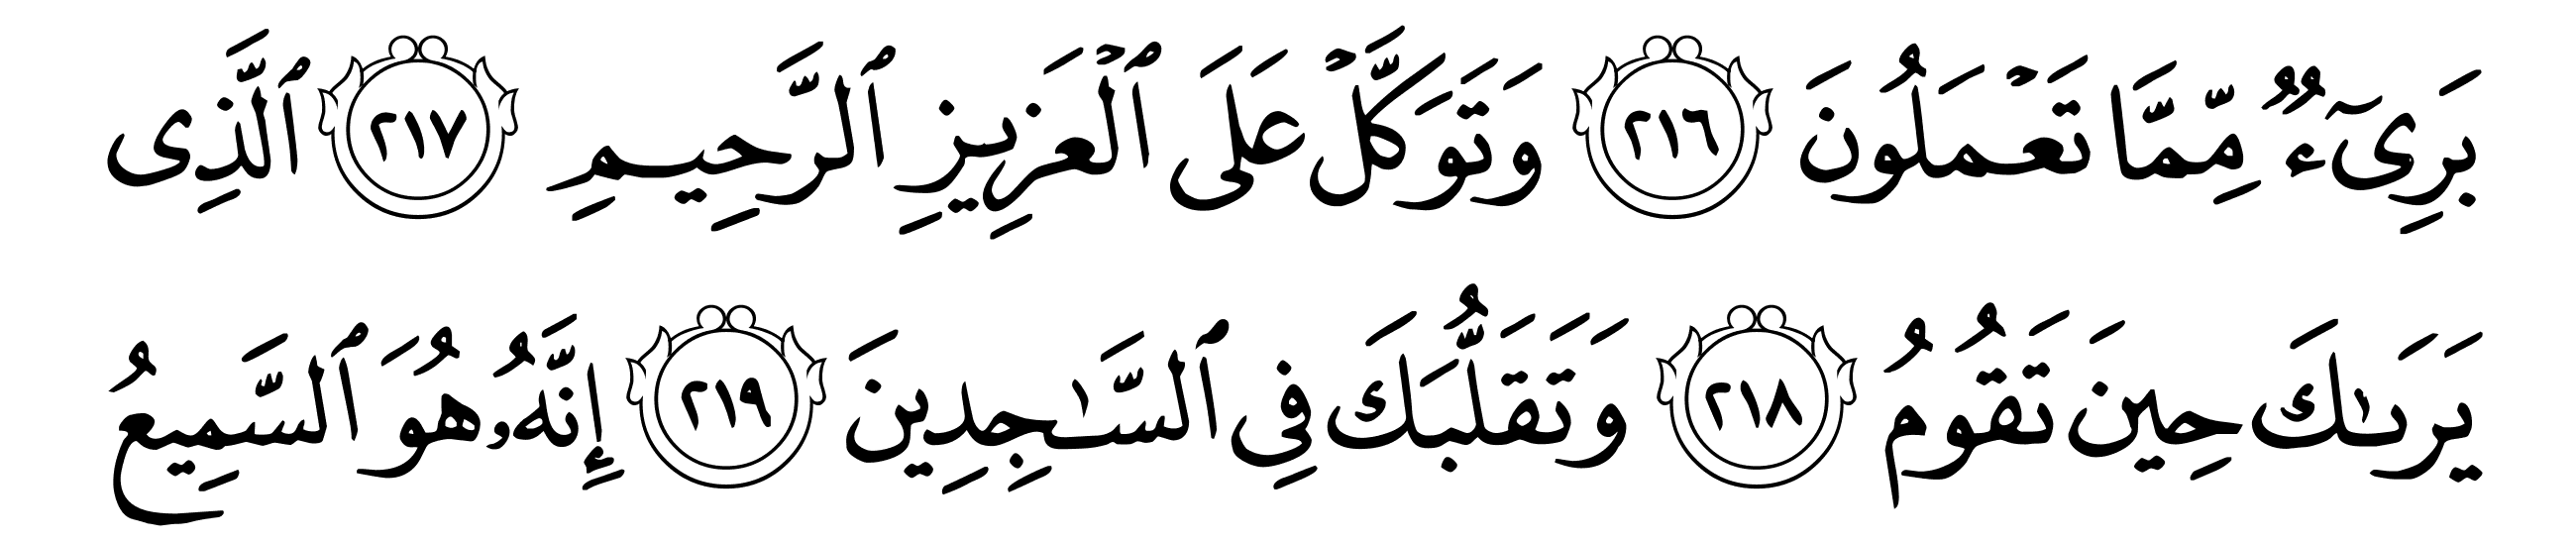 بَرِىٓءٌ مِّمَّا تَعْمَلُونَ ٢١٦ وَتَوَكَّلْ عَلَى ٱلْعَزِيزِ ٱلرَّحِيمِ ٢١٧ ٱلَّذِى
يَرَىٰكَ حِينَ تَقُومُ ٢١٨ وَتَقَلُّبَكَ فِى ٱلسَّـٰجِدِينَ ٢١٩ إِنَّهُۥ هُوَ ٱلسَّمِيعُ